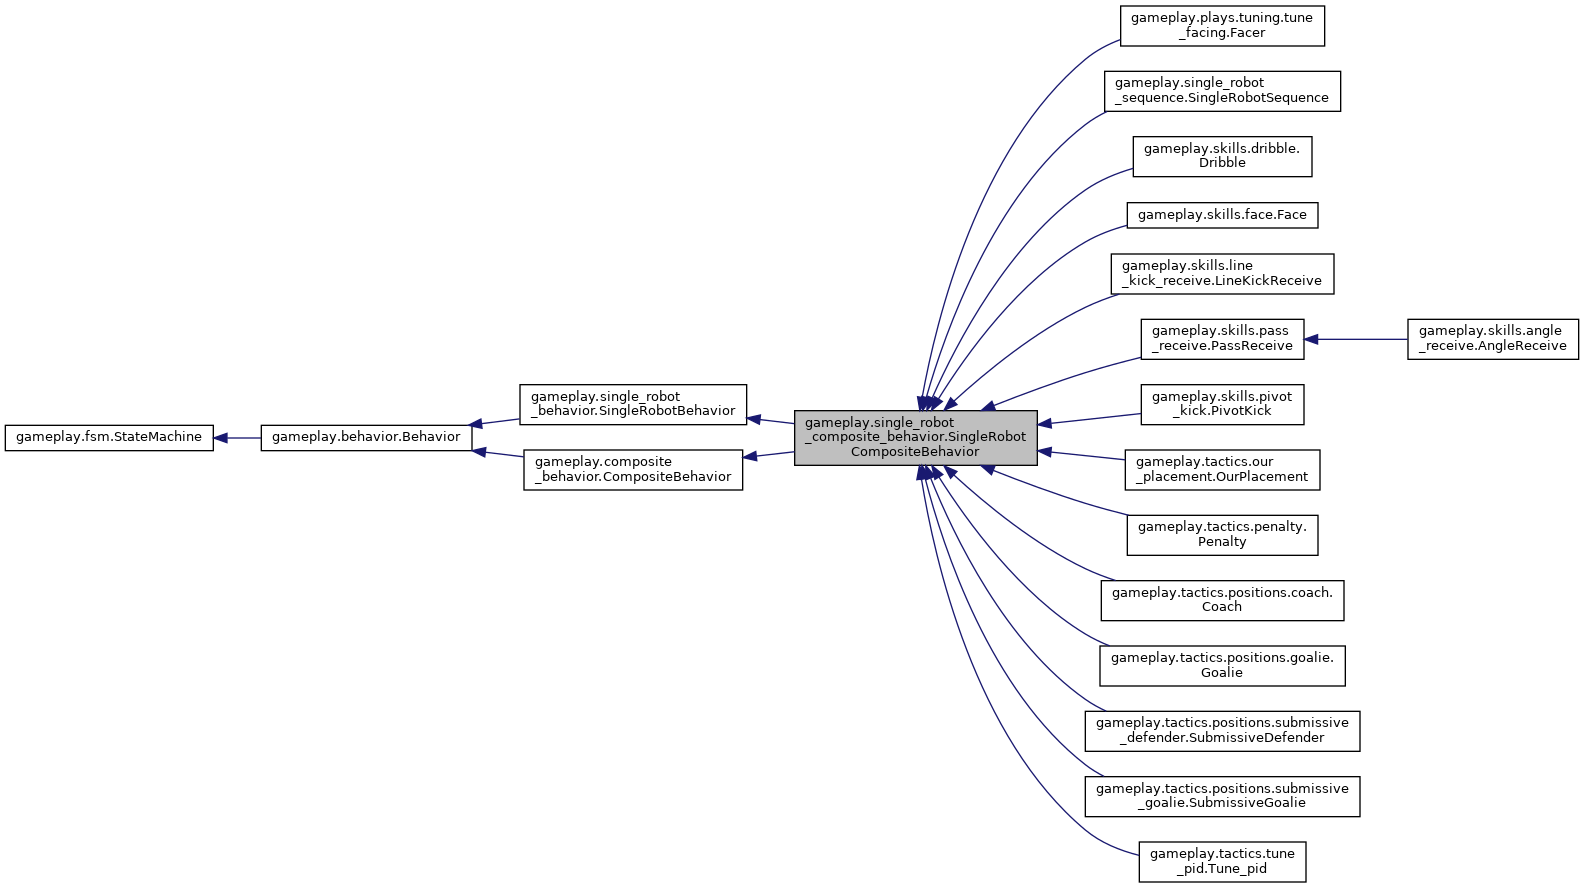 gameplay.plays.tuning.tune
_facing.Facer
gameplay.single_robot
_sequence.SingleRobotSequence
gameplay.skills.dribble.
Dribble
gameplay.skills.face.Face
gameplay.skills.line
_kick_receive.LineKickReceive
gameplay.skills.pass
_receive.PassReceive
gameplay.skills.angle
_receive.AngleReceive
gameplay.single_robot
_behavior.SingleRobotBehavior
gameplay.skills.pivot
_kick.PivotKick
gameplay.fsm.StateMachine
gameplay.behavior.Behavior
gameplay.single_robot
_composite_behavior.SingleRobot
CompositeBehavior
gameplay.composite
_behavior.CompositeBehavior
gameplay.tactics.our
_placement.OurPlacement
gameplay.tactics.penalty.
Penalty
gameplay.tactics.positions.coach.
Coach
gameplay.tactics.positions.goalie.
Goalie
gameplay.tactics.positions.submissive
_defender.SubmissiveDefender
gameplay.tactics.positions.submissive
_goalie.SubmissiveGoalie
gameplay.tactics.tune
_pid.Tune_pid